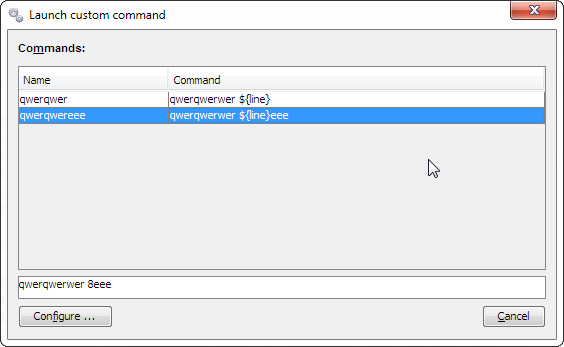 Launch custom command
Commands:
Name Command
qwerqwer qwerqwerwer ${line}
qwerqwereee qwerqwerwer ${line}eee
qwerqwerwer 8eee
Configure ... Cancel